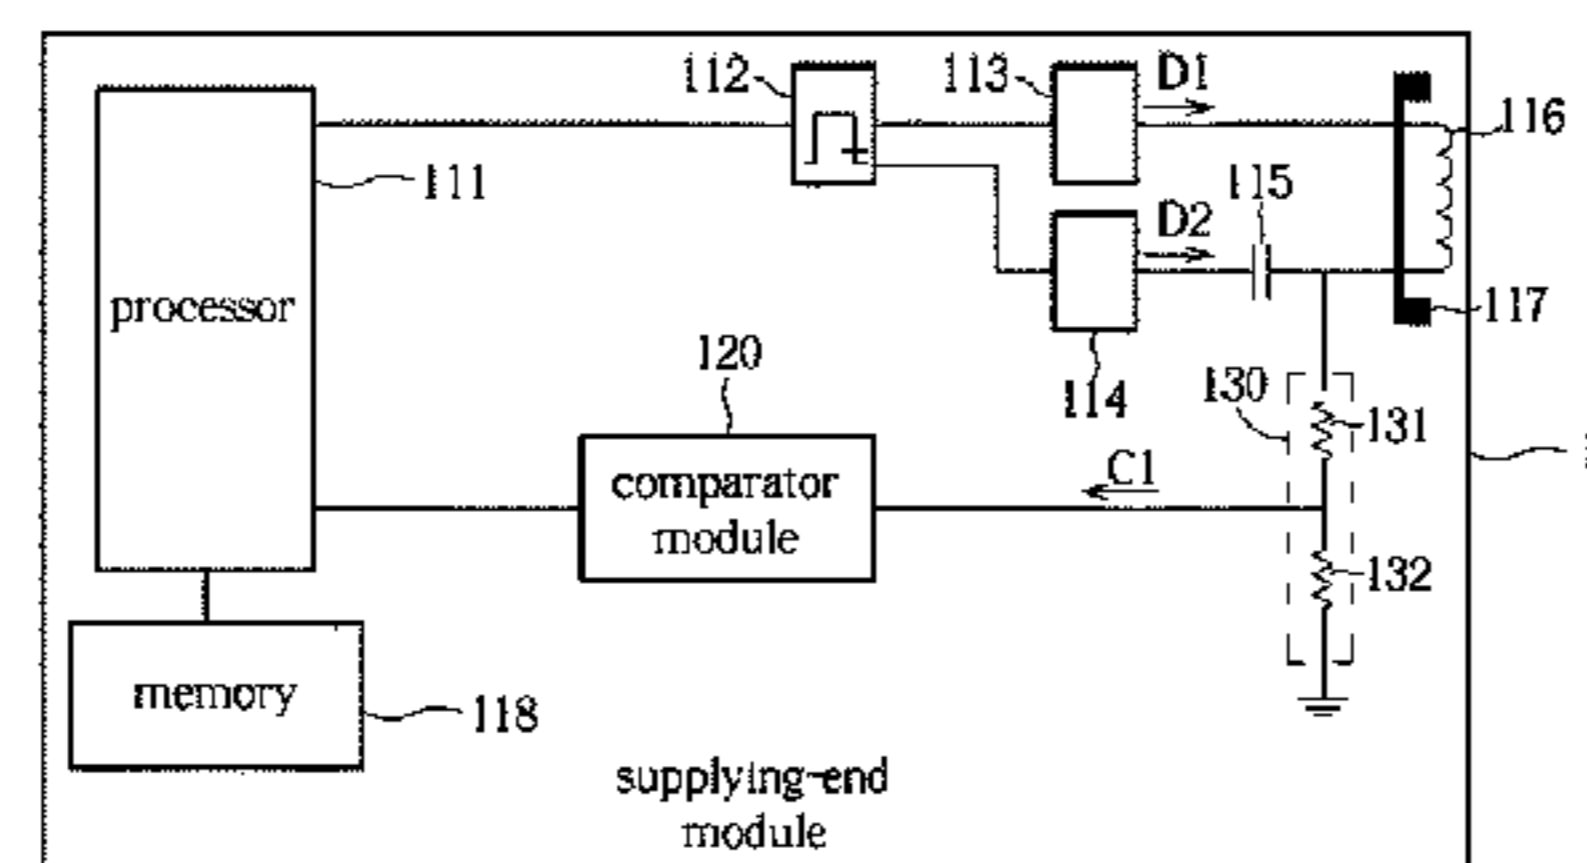 112
113
D1
116
111
115
D2
processor
117
120
114
130
131
comparator
module
C1
132
memory
118
supplying-end
module